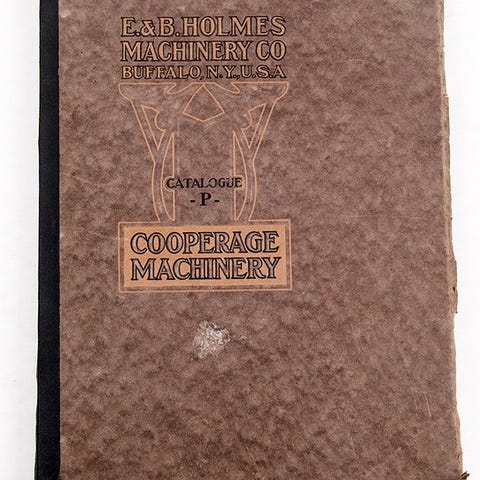 E. & B. HOLMES
MACHINERY CO
BUFFALO, N.Y., U.S.A
CATALOGUE
- P -
COOPERAGE
MACHINERY